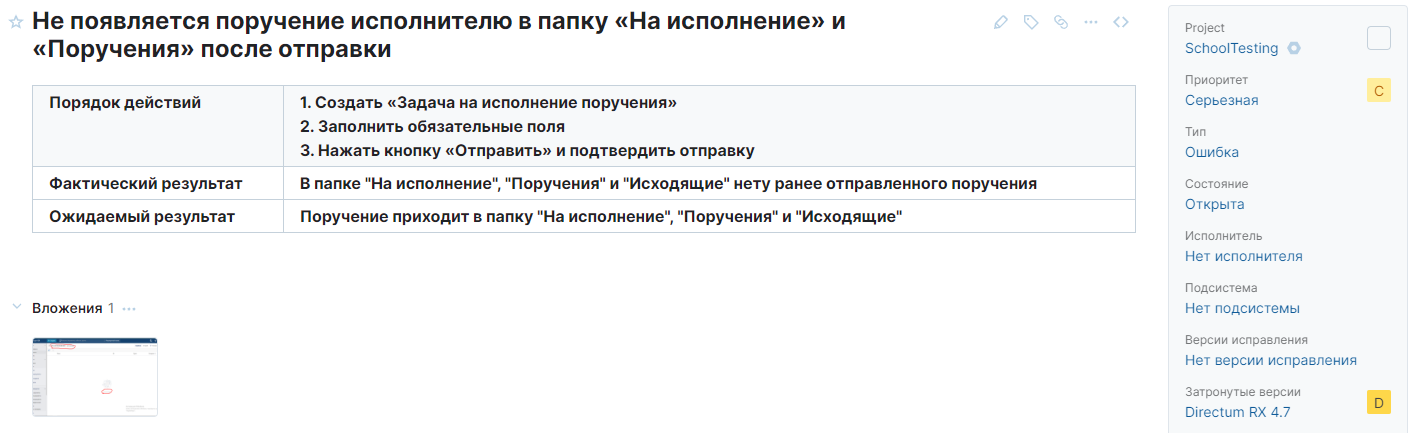 Не появляется поручение исполнителю в папку «На исполнение» и
«Поручения» после отправки
Порядок действий
1. Создать «Задача на исполнение поручения»
2. Заполнить обязательные поля
3. Нажать кнопку «Отправить» и подтвердить отправку
Фактический результат
В папке "На исполнение", "Поручения" и "Исходящие" нету ранее отправленного поручения
Ожидаемый результат
Поручение приходит в папку "На исполнение", "Поручения" и "Исходящие"
Вложения 1
Project
SchoolTesting
Приоритет
Серьезная
С
Тип
Ошибка
Состояние
Открыта
Исполнитель
Нет исполнителя
Подсистема
Нет подсистемы
Версии исправления
Нет версии исправления
Затронутые версии
Directum RX 4.7
D